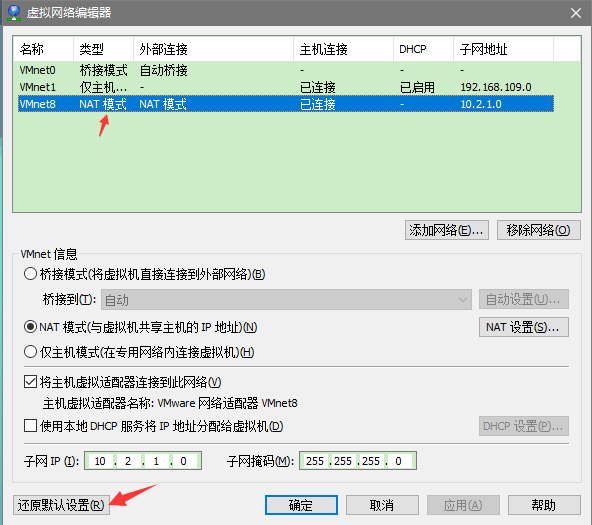 虚拟网络编辑器
名称 类型 外部连接 主机连接 DHCP 子网地址
VMnet0 桥接模式 自动桥接 - - -
VMnet1 仅主机... - 已连接 已启用 192.168.109.0
VMnet8 NAT 模式 NAT 模式 已连接 - 10.2.1.0
添加网络(E)... 移除网络(O)
VMnet 信息
桥接模式(将虚拟机直接连接到外部网络)(B)
桥接到(T): 自动 自动设置(U)...
NAT 模式(与虚拟机共享主机的 IP 地址)(N) NAT 设置(S)...
仅主机模式(在专用网络内连接虚拟机)(H)
将主机虚拟适配器连接到此网络(V)
主机虚拟适配器名称: VMware 网络适配器 VMnet8
使用本地 DHCP 服务将 IP 地址分配给虚拟机(D) DHCP 设置(P)...
子网 IP (I): 10 . 2 . 1 . 0 子网掩码(M): 255 . 255 . 255 . 0
还原默认设置(R) 确定 取消 应用(A) 帮助